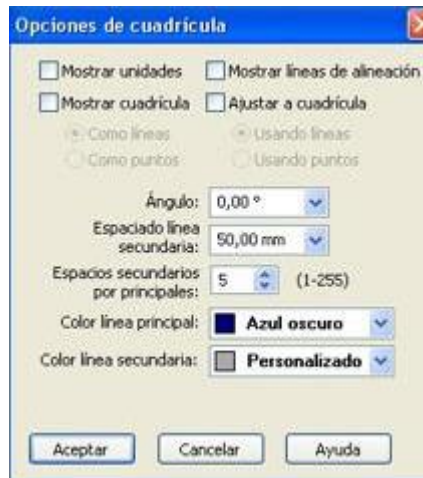 Opciones de cuadrícula
Mostrar unidades Mostrar líneas de alineación
Mostrar cuadrícula Ajustar a cuadrícula
Como líneas Usando líneas
Como puntos Usando puntos
Ángulo: 0,00 °
Espaciado línea
secundaria: 50,00 mm
Espacios secundarios
por principales: 5 (1-255)
Color línea principal: Azul oscuro
Color línea secundaria: Personalizado
Aceptar Cancelar Ayuda